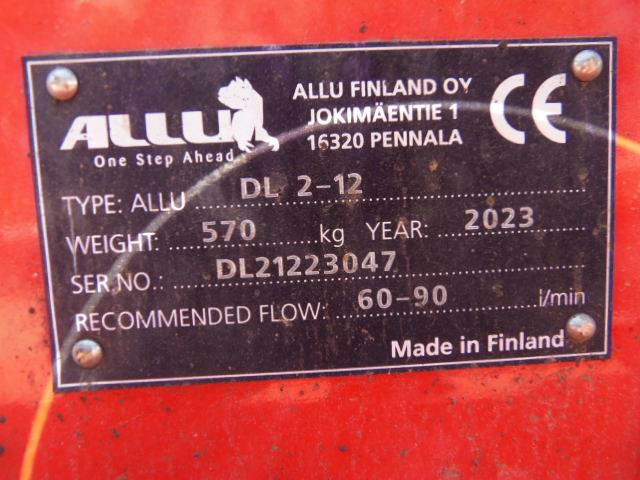 ALLU
One Step Ahead
ALLU FINLAND OY
JOKIMÄENTIE 1
16320 PENNALA
CE
TYPE: ALLU DL 2-12
WEIGHT: 570 kg YEAR: 2023
SER.NO.: DL21223047
RECOMMENDED FLOW: 60-90 l/min
Made in Finland